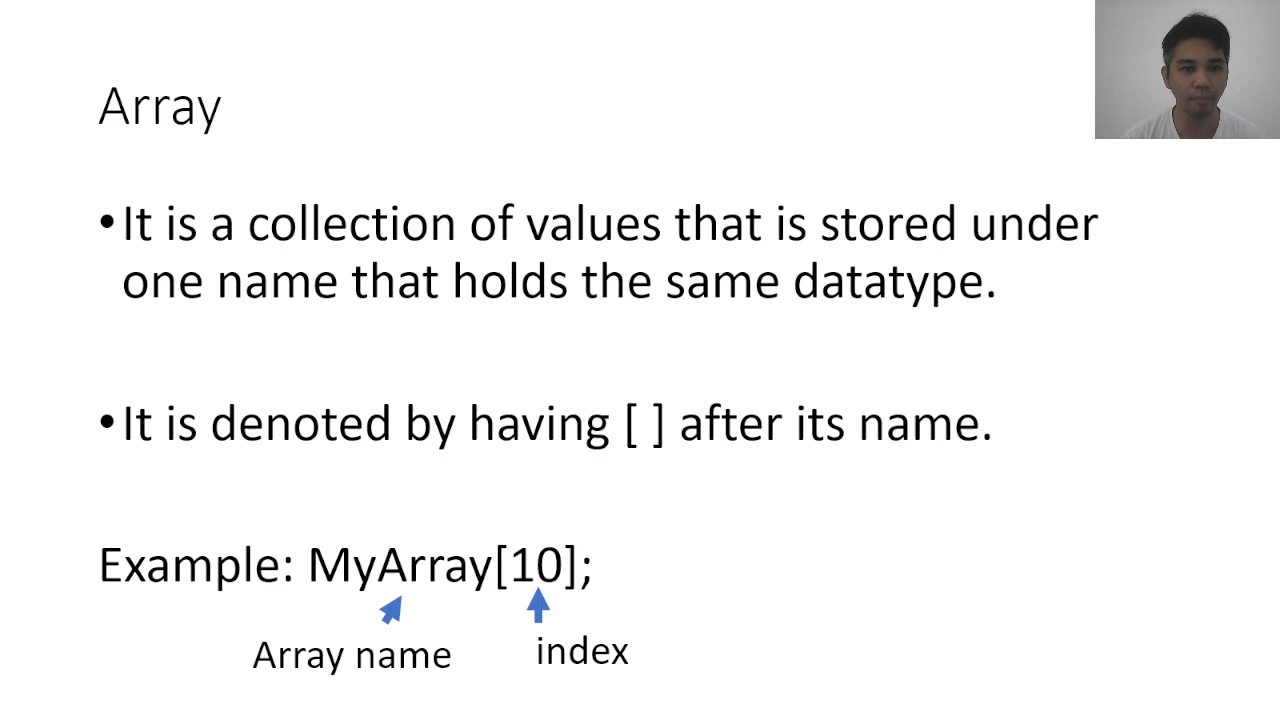 Array
•It is a collection of values that is stored under
one name that holds the same datatype.
•It is denoted by having [ ] after its name.
Example: MyArray[10];
Array name
index